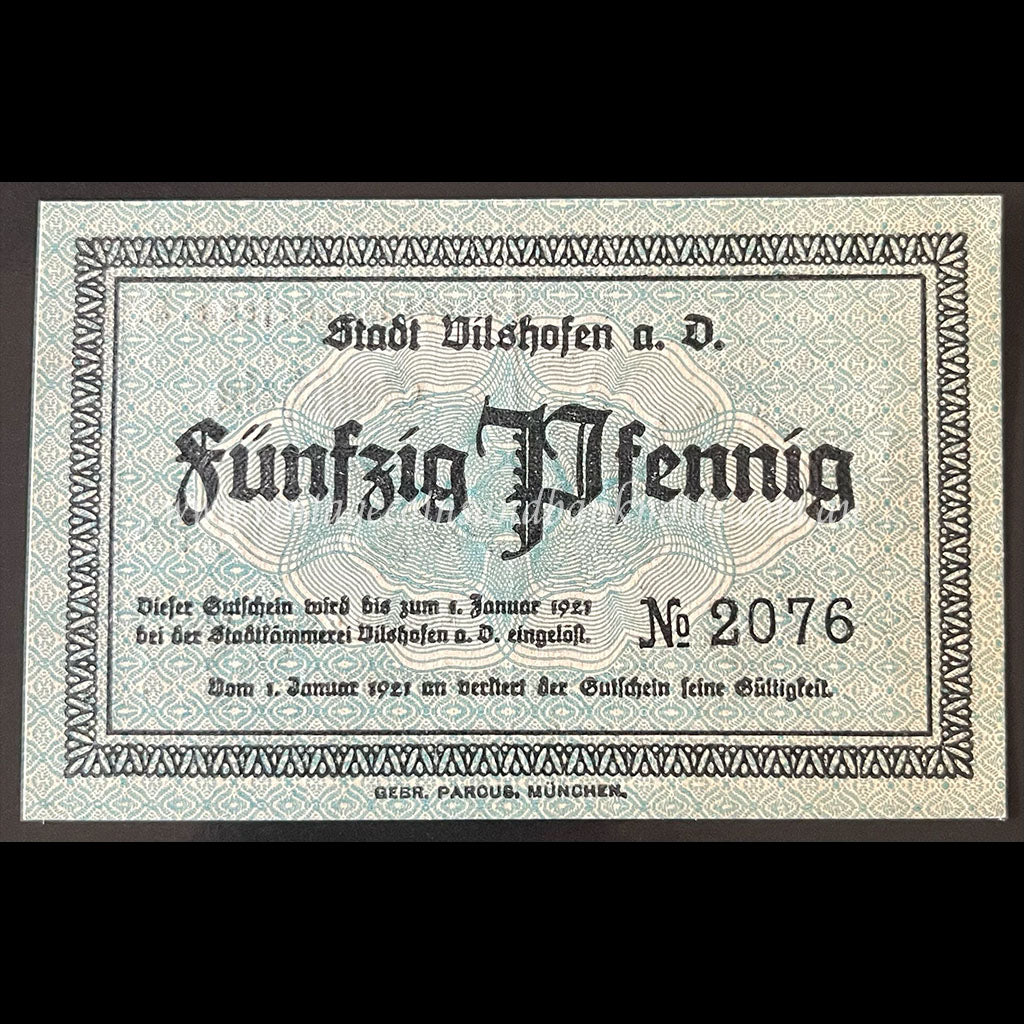 Stadt Vilshofen a. D.
Fünfzig Pfennig
Dieser Gutschein wird bis zum 1. Januar 1921
bei der Stadtkämmerei Vilshofen a. D. eingelöst.
No 2076
Vom 1. Januar 1921 an verliert der Gutschein seine Gültigkeit.
GEBR. PARCUS, MÜNCHEN.